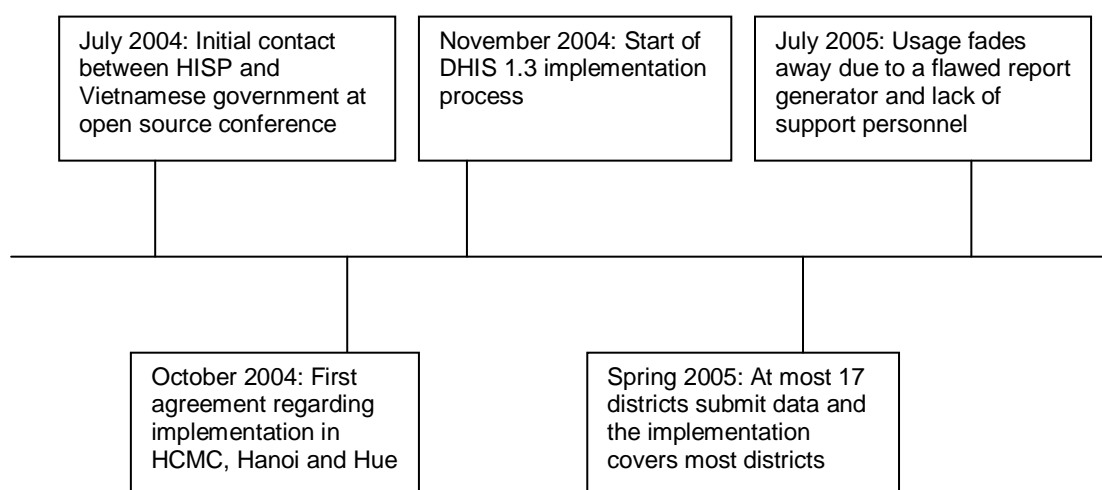 July 2004: Initial contact
between HISP and
Vietnamese government at
open source conference
November 2004: Start of
DHIS 1.3 implementation
process
July 2005: Usage fades
away due to a flawed report
generator and lack of
support personnel
October 2004: First
agreement regarding
implementation in
HCMC, Hanoi and Hue
Spring 2005: At most 17
districts submit data and
the implementation
covers most districts